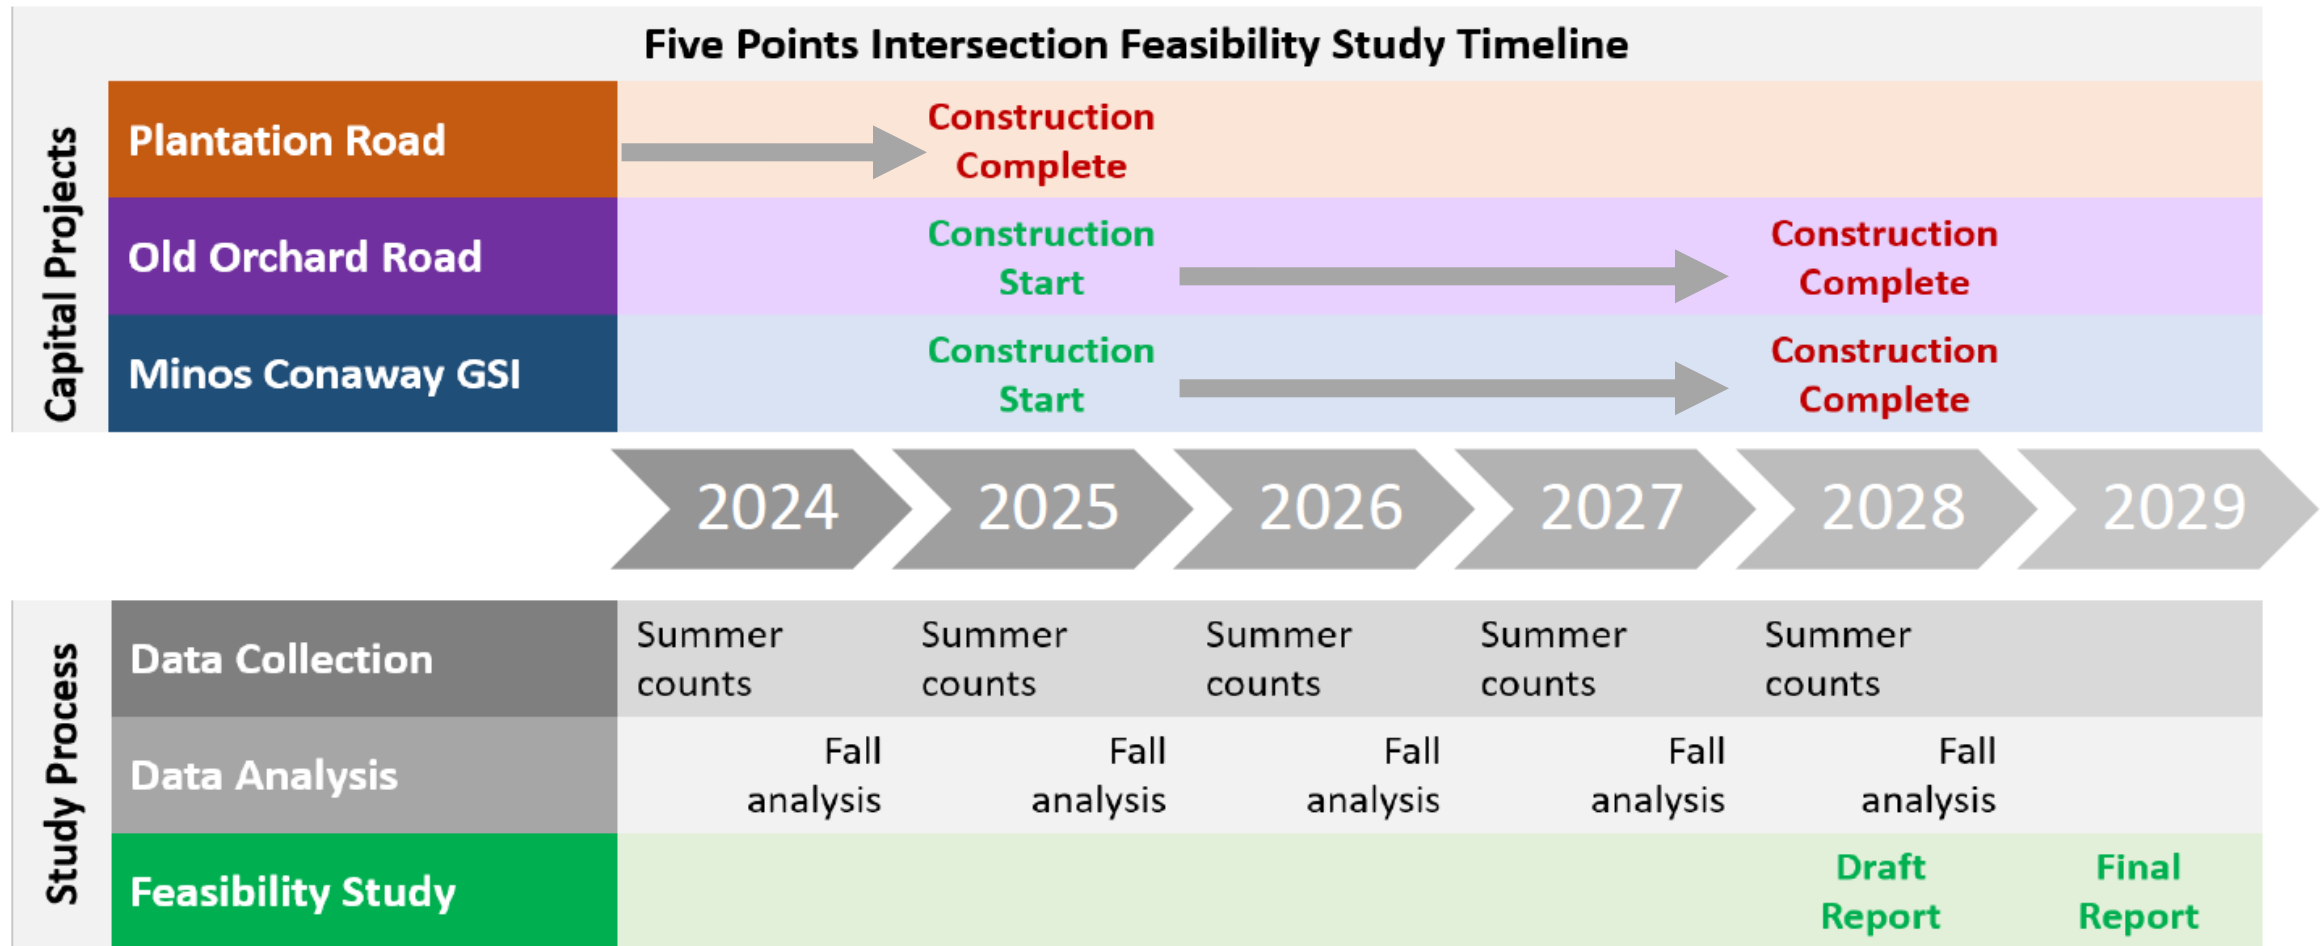 Five Points Intersection Feasibility Study Timeline
Capital Projects
Plantation Road
Construction
Complete
Old Orchard Road
Construction
Start
Construction
Complete
Minos Conaway GSI
Construction
Start
Construction
Complete
2024 2025 2026 2027 2028 2029
Study Process
Data Collection
Summer
counts
Summer
counts
Summer
counts
Summer
counts
Summer
counts
Data Analysis
Fall
analysis
Fall
analysis
Fall
analysis
Fall
analysis
Fall
analysis
Feasibility Study
Draft
Report
Final
Report